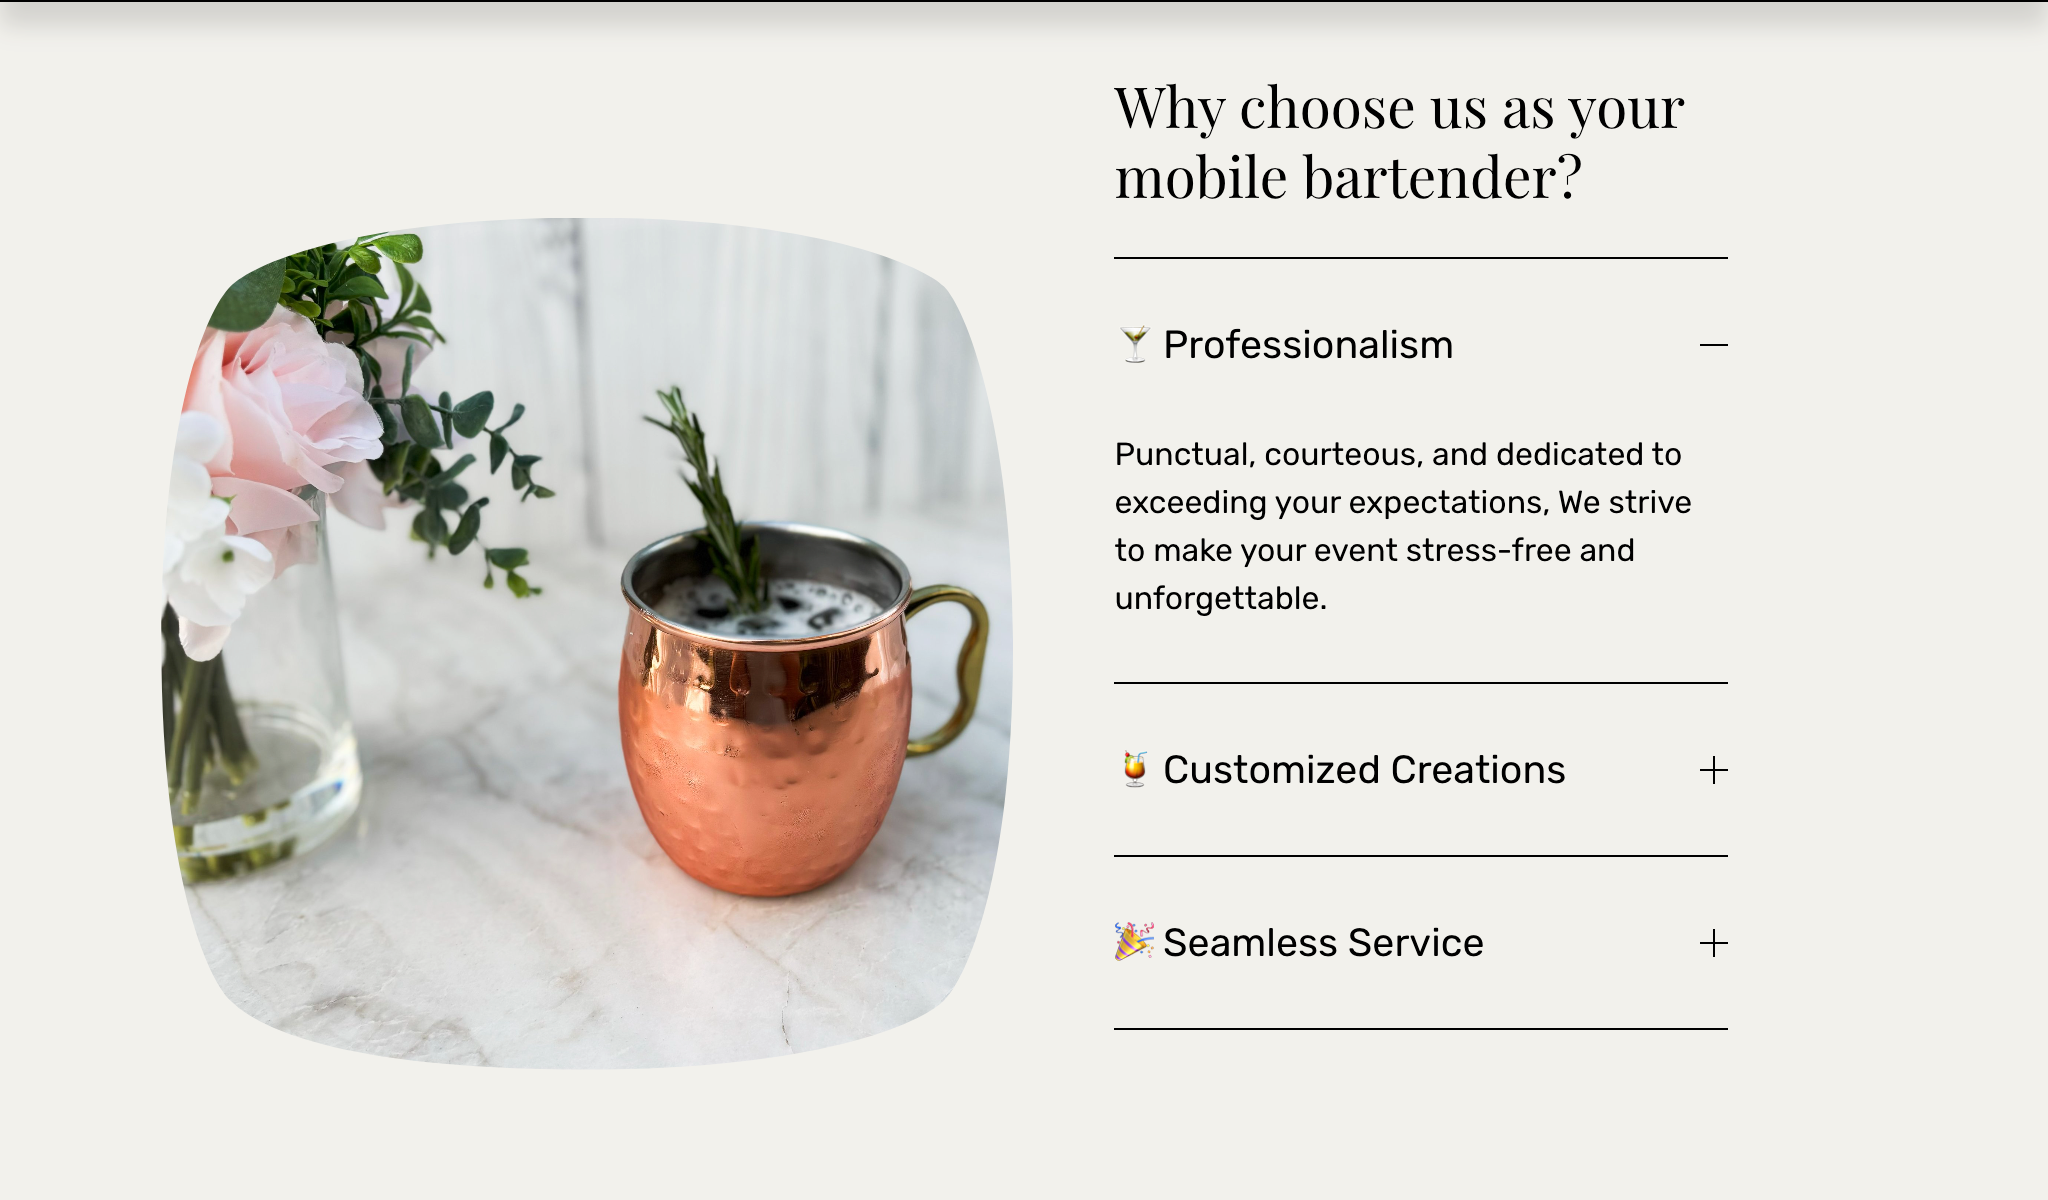 Why choose us as your
mobile bartender?
🍸 Professionalism
Punctual, courteous, and dedicated to
exceeding your expectations, We strive
to make your event stress-free and
unforgettable.
🍹 Customized Creations
🎉 Seamless Service